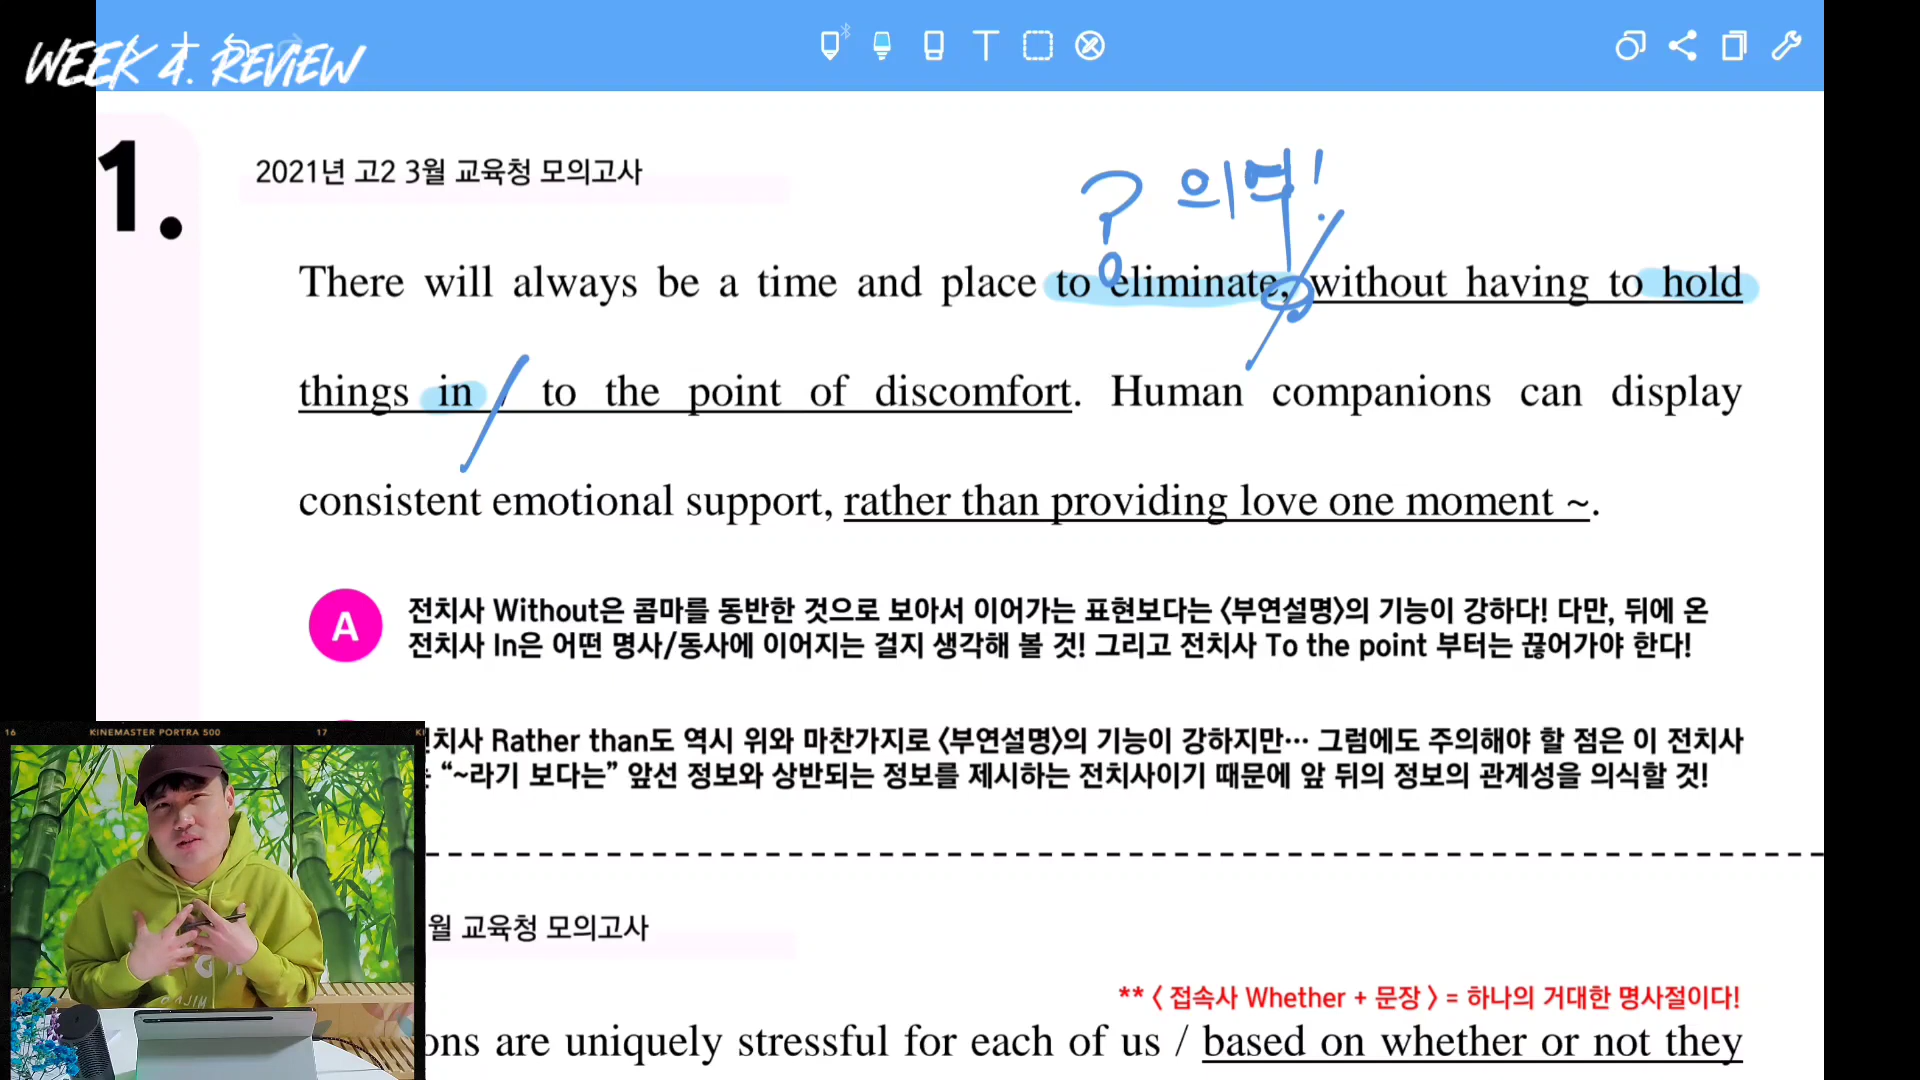 WEEK 4. REVIEW
1.
2021년 고2 3월 교육청 모의고사
? 의명!
There will always be a time and place to eliminate, without having to hold
things in / to the point of discomfort. Human companions can display
consistent emotional support, rather than providing love one moment ~.
A
전치사 Without은 콤마를 동반한 것으로 보아서 이어가는 표현보다는 <부연설명>의 기능이 강하다! 다만, 뒤에 온
전치사 In은 어떤 명사/동사에 이어지는 걸지 생각해 볼 것! 그리고 전치사 To the point 부터는 끊어가야 한다!
치사 Rather than도 역시 위와 마찬가지로 <부연설명>의 기능이 강하지만… 그럼에도 주의해야 할 점은 이 전치사
“~라기 보다는” 앞선 정보와 상반되는 정보를 제시하는 전치사이기 때문에 앞 뒤의 정보의 관계성을 의식할 것!
16 KINEMASTER PORTRA 500 17 KI
월 교육청 모의고사
** < 접속사 Whether + 문장 > = 하나의 거대한 명사절이다!
ons are uniquely stressful for each of us / based on whether or not they